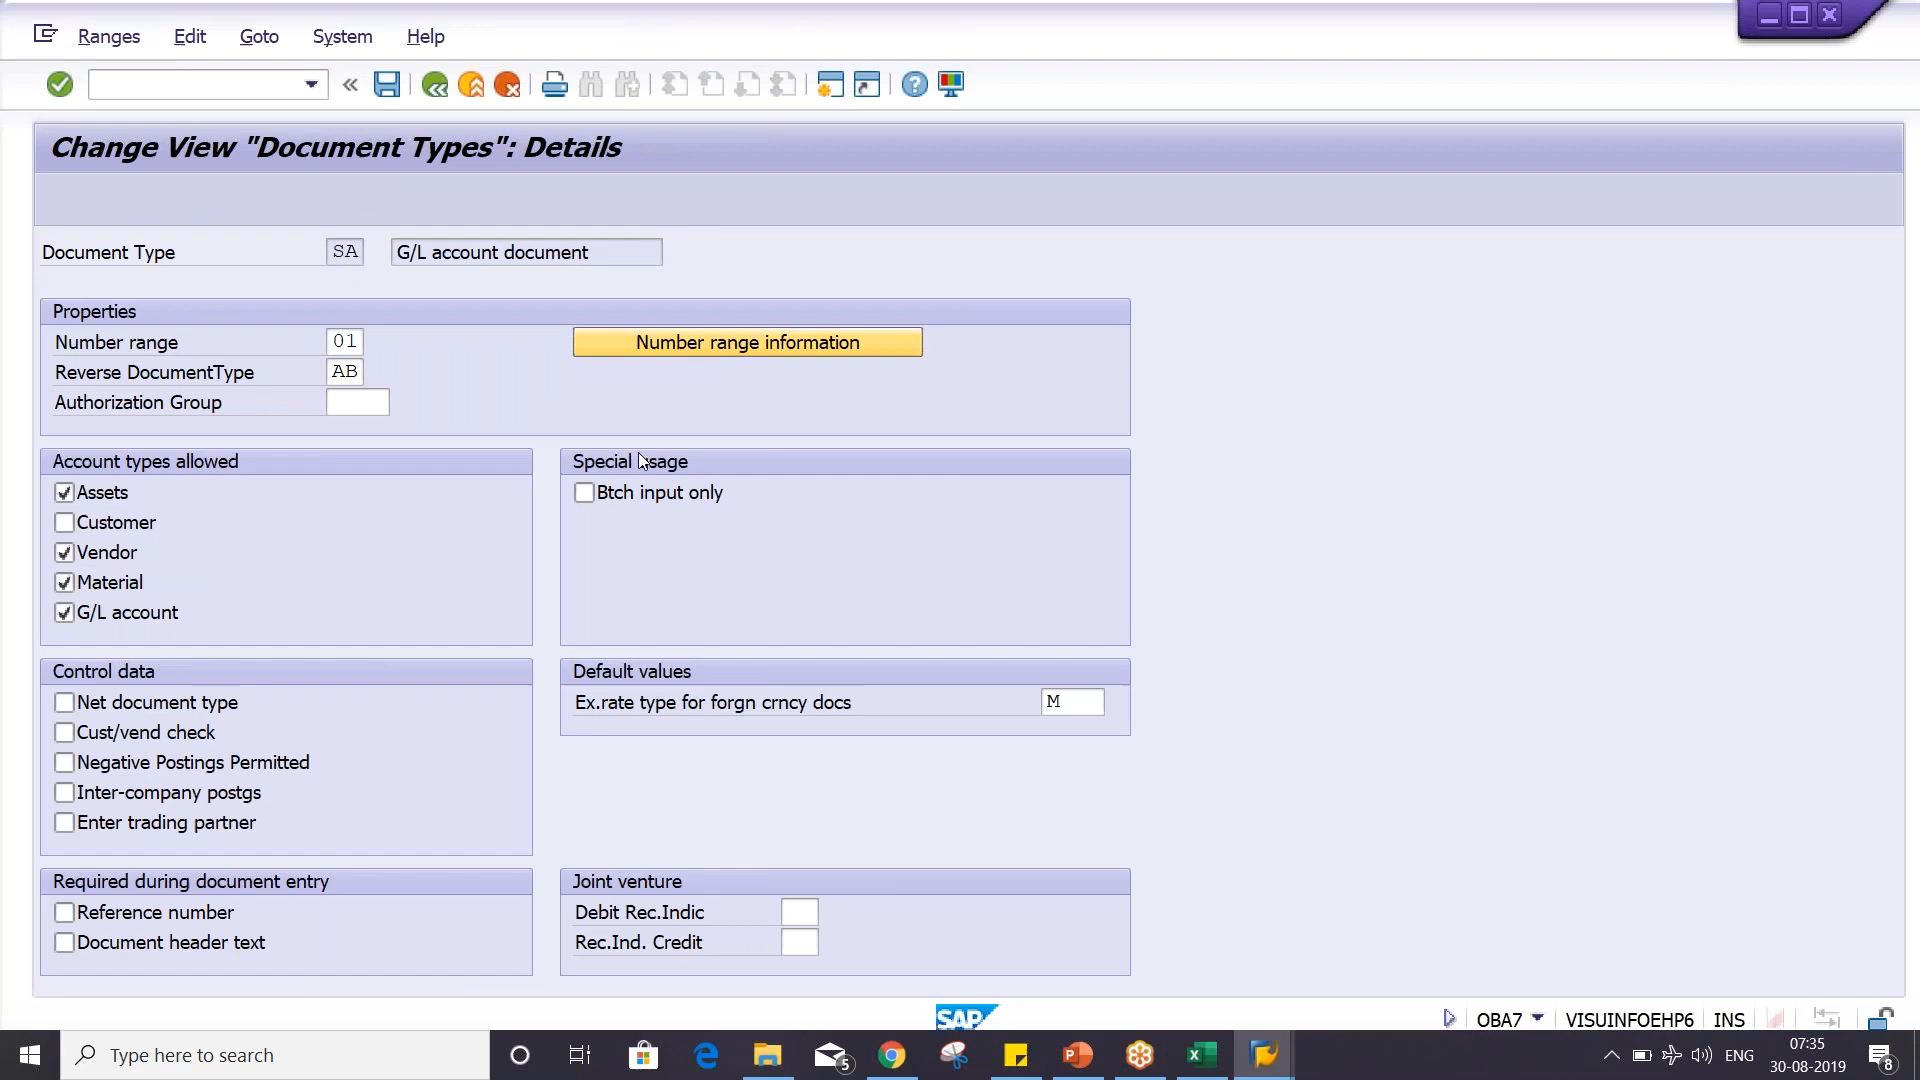 Ranges Edit Goto System Help
Change View "Document Types": Details
Document Type SA G/L account document
Properties
Number range 01 Number range information
Reverse DocumentType AB
Authorization Group
Account types allowed
Special usage
Assets
Btch input only
Customer
Vendor
Material
G/L account
Control data
Default values
Net document type
Ex.rate type for forgn crncy docs M
Cust/vend check
Negative Postings Permitted
Inter-company postgs
Enter trading partner
Required during document entry
Joint venture
Reference number
Debit Rec.Indic
Document header text
Rec.Ind. Credit
SAP
OBA7 VISUINFOEHP6 INS
Type here to search
5
ENG
07:35
30-08-2019
8